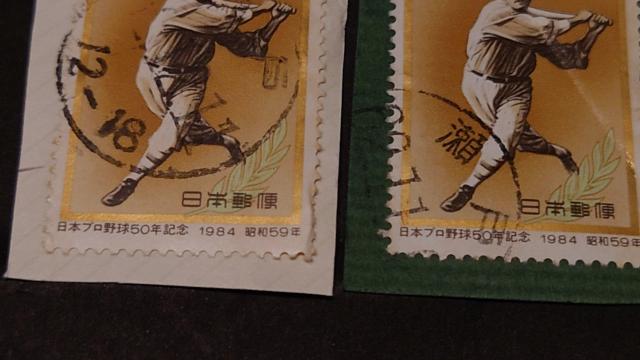 12-18
日本郵便
日本プロ野球50年記念 1984 昭和59年
瀬
日本郵便
日本プロ野球50年記念 1984 昭和59年